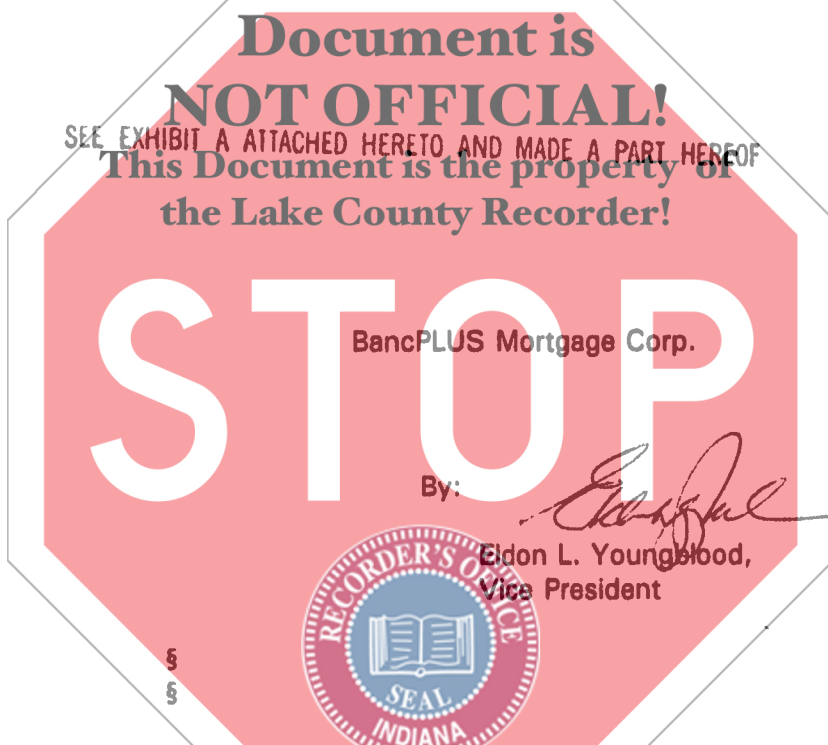 Document is
NOT OFFICIAL!
SEE EXHIBIT A ATTACHED HERETO AND MADE A PART HEREOF
This Document is the property of
the Lake County Recorder!
STOP
BancPLUS Mortgage Corp.
By:
Eldon L. Youngblood,
Vice President
RECORDER'S OFFICE
SEAL
INDIANA
§
§